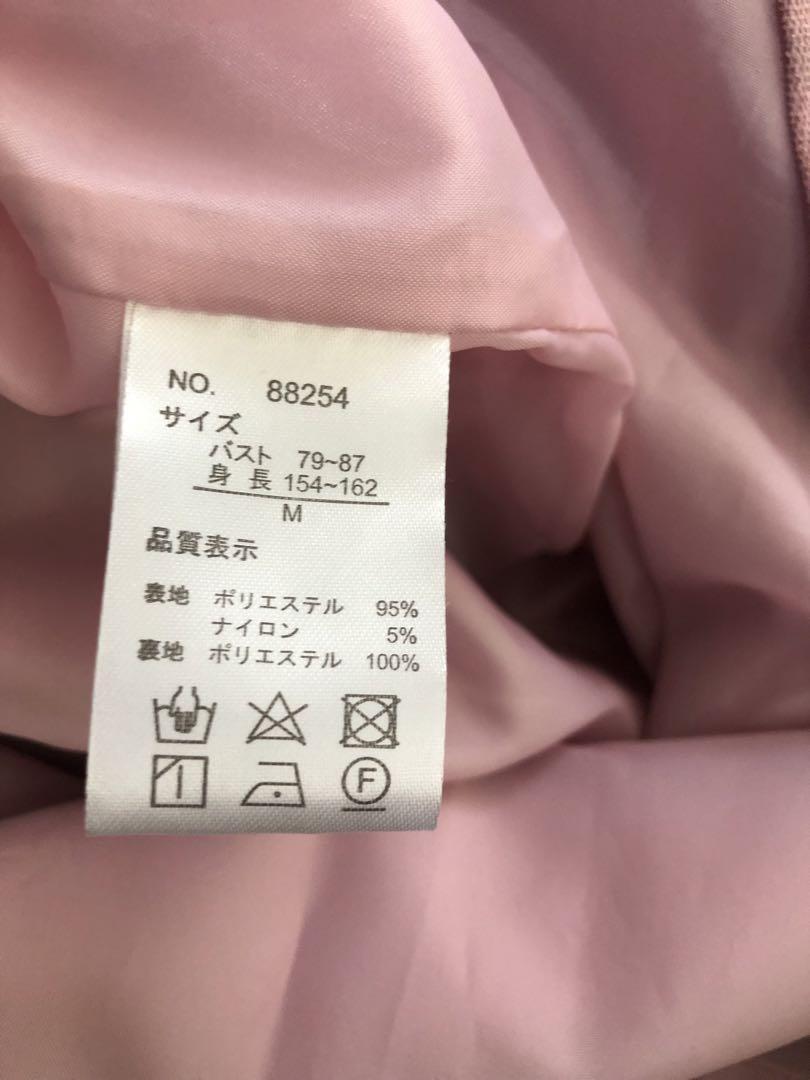 NO. 88254
サイズ
バスト 79~87
身長 154~162
M
品質表示
表地 ポリエステル 95%
ナイロン 5%
裏地 ポリエステル 100%
F